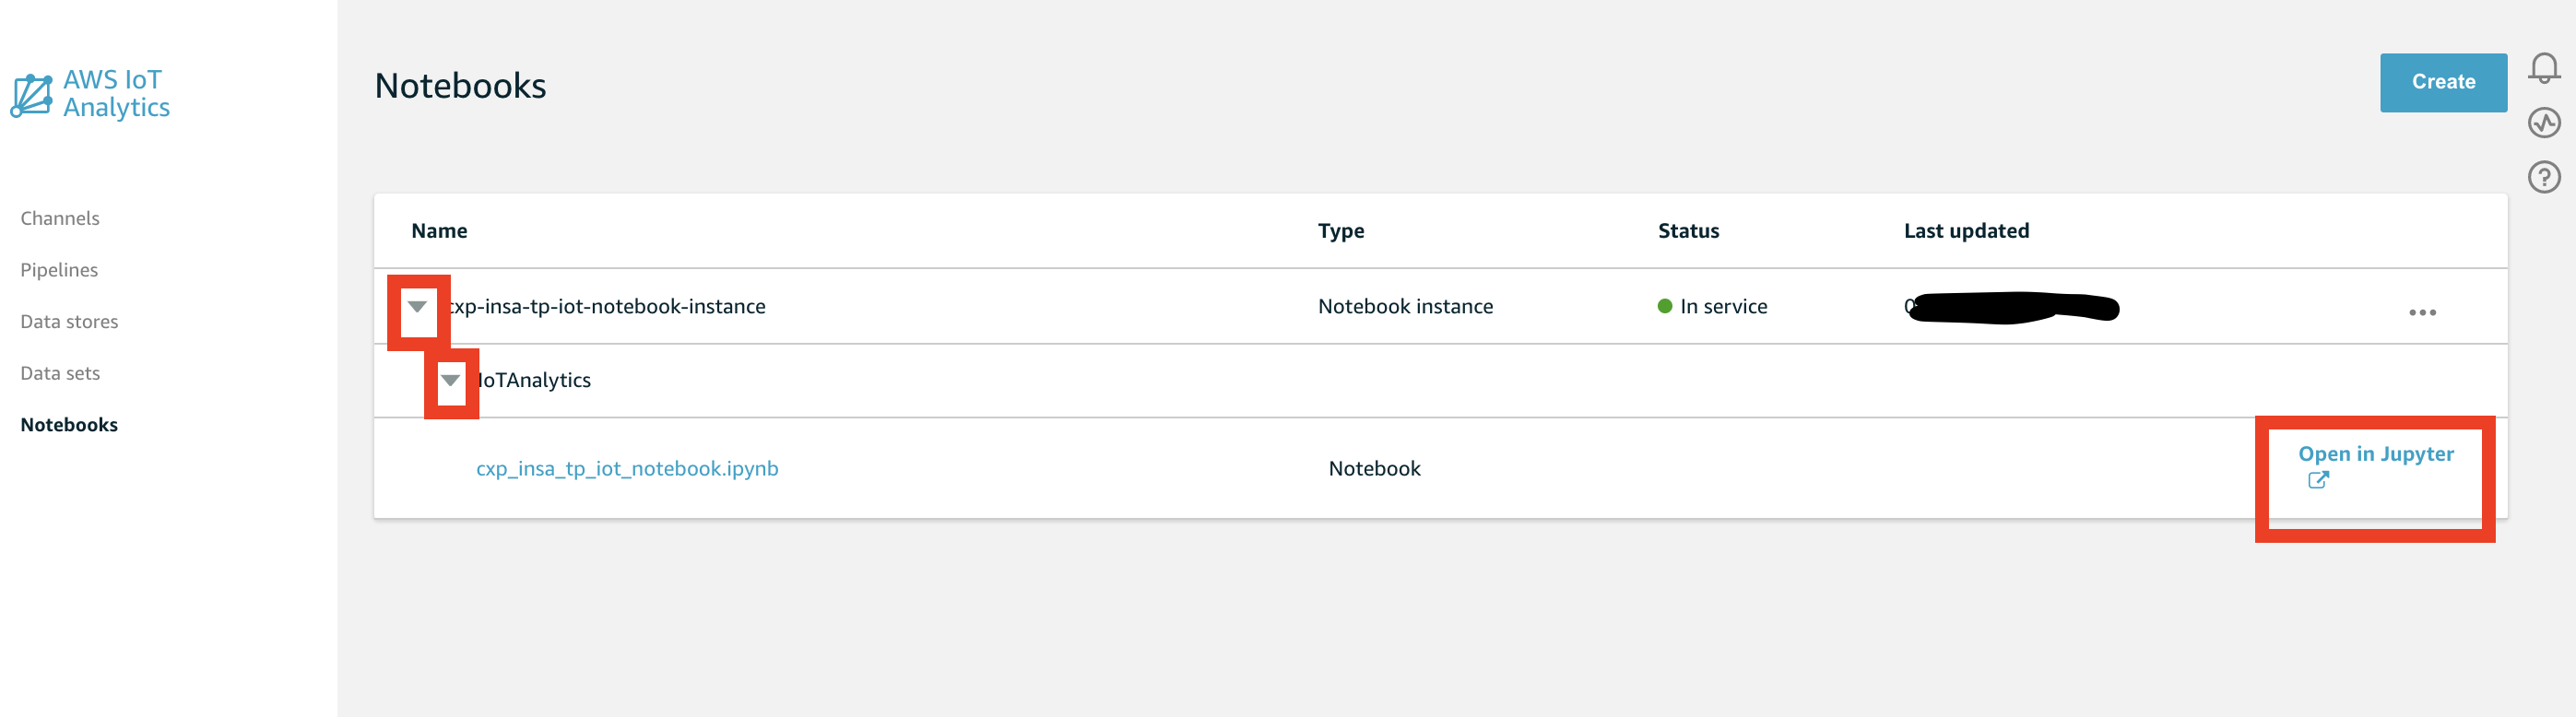 AWS IoT
Analytics
Channels
Pipelines
Data stores
Data sets
Notebooks
Notebooks
Create
Name Type Status Last updated
cxp-insa-tp-iot-notebook-instance Notebook instance In service
IoTAnalytics
cxp_insa_tp_iot_notebook.ipynb Notebook Open in Jupyter